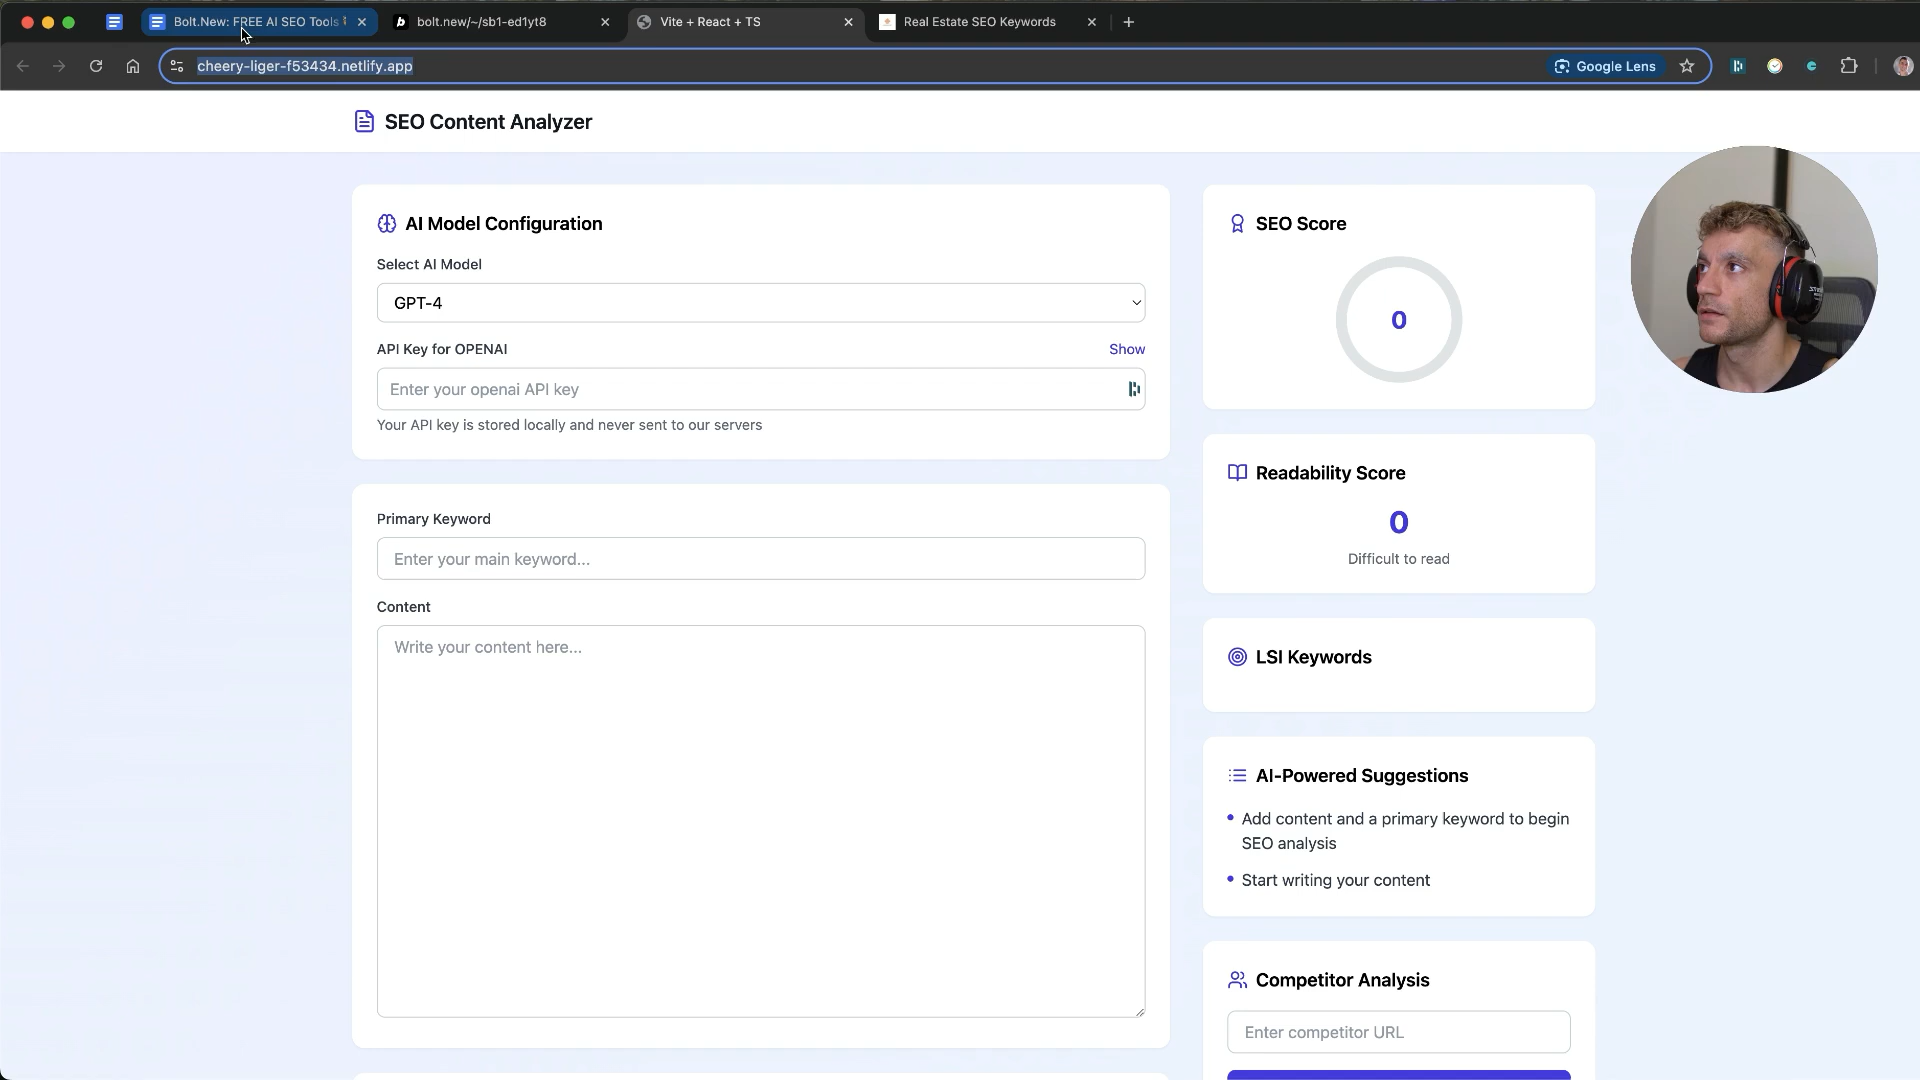 Bolt.New: FREE AI SEO Tools
bolt.new/~/sb1-ed1yt8
Vite + React + TS
Real Estate SEO Keywords
cheery-liger-f53434.netlify.app
Google Lens
SEO Content Analyzer
AI Model Configuration
Select AI Model
GPT-4
API Key for OPENAI
Show
Enter your openai API key
Your API key is stored locally and never sent to our servers
Primary Keyword
Enter your main keyword...
Content
Write your content here...
SEO Score
0
Readability Score
0
Difficult to read
LSI Keywords
AI-Powered Suggestions
• Add content and a primary keyword to begin
SEO analysis
• Start writing your content
Competitor Analysis
Enter competitor URL